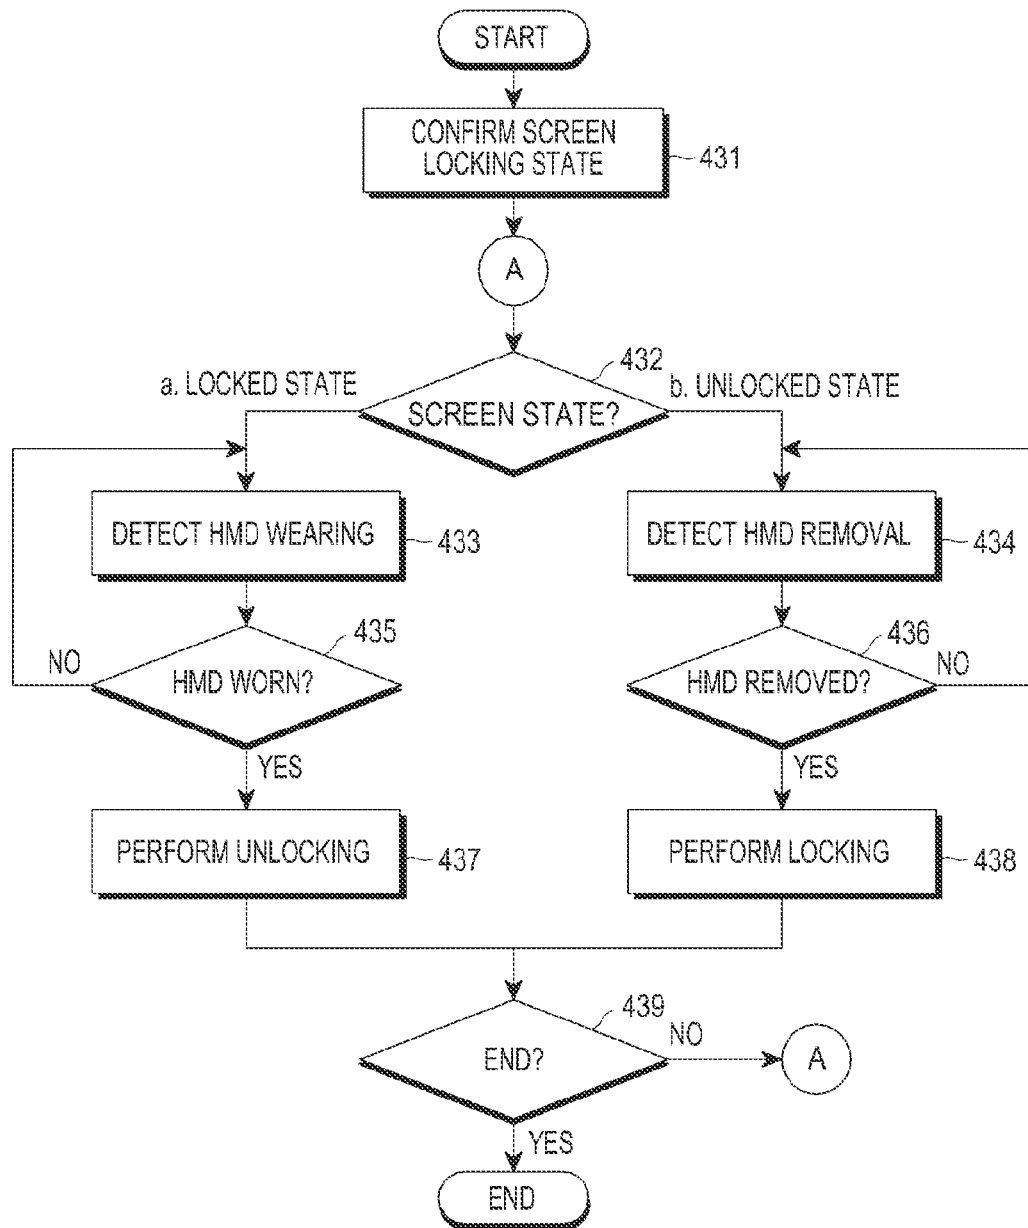 START
CONFIRM SCREEN
LOCKING STATE
431
A
432
a. LOCKED STATE
b. UNLOCKED STATE
SCREEN STATE?
DETECT HMD WEARING
433
DETECT HMD REMOVAL
434
435
436
NO
HMD WORN?
HMD REMOVED?
NO
YES
YES
PERFORM UNLOCKING
437
PERFORM LOCKING
438
439
END?
NO
A
YES
END